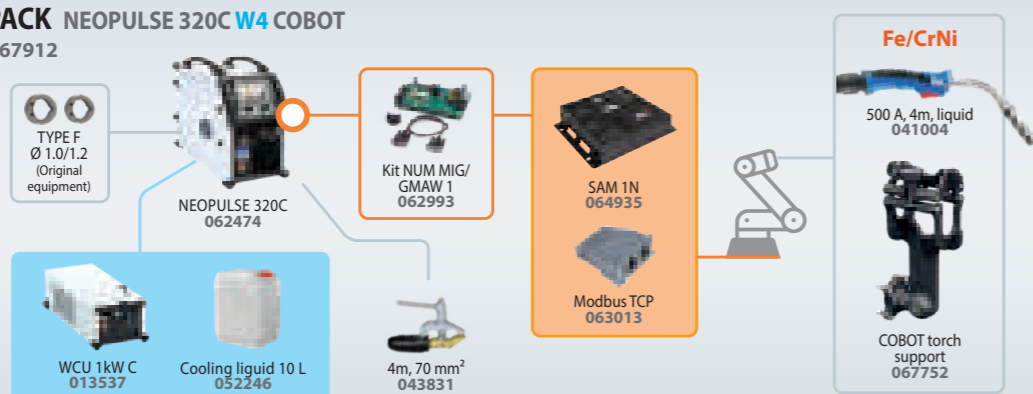 PACK NEOPULSE 320C W4 COBOT
67912
TYPE F
Ø 1.0/1.2
(Original
equipment)
NEOPULSE 320C
062474
Kit NUM MIG/
GMAW 1
062993
SAM 1N
064935
Modbus TCP
063013
Fe/CrNi
500 A, 4m, liquid
041004
COBOT torch
support
067752
WCU 1kW C
013537
Cooling liguid 10 L
052246
4m, 70 mm²
043831